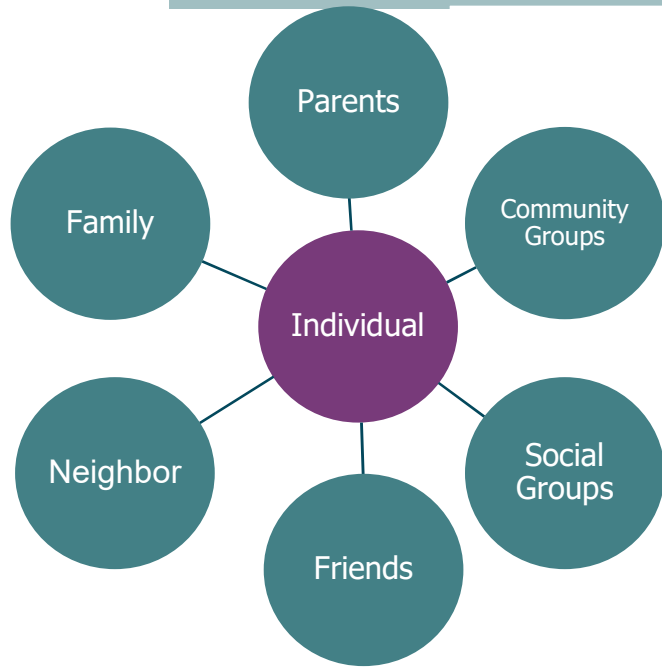 Parents
Family
Community
Groups
Individual
Neighbor
Social
Groups
Friends